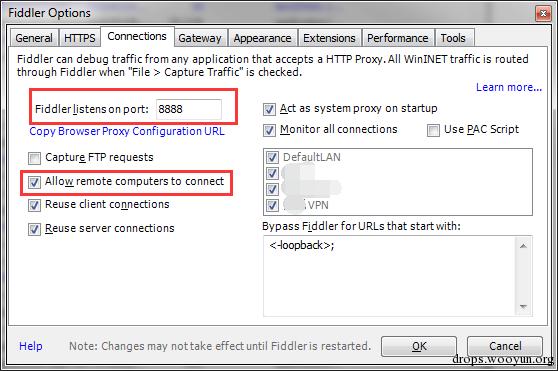 Fiddler Options
General HTTPS Connections Gateway Appearance Extensions Performance Tools
Fiddler can debug traffic from any application that accepts a HTTP Proxy. All WinINET traffic is routed
through Fiddler when "File > Capture Traffic" is checked.
Learn more...
Fiddler listens on port: 8888
Copy Browser Proxy Configuration URL
Capture FTP requests
Allow remote computers to connect
Reuse client connections
Reuse server connections
Act as system proxy on startup
Monitor all connections Use PAC Script
DefaultLAN
VPN
Bypass Fiddler for URLs that start with:
<-loopback>;
Help Note: Changes may not take effect until Fiddler is restarted. OK Cancel
drops.wooyun.org